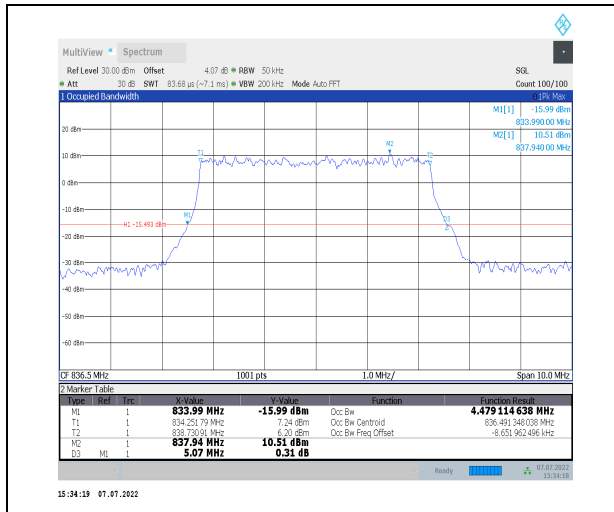 MultiView Spectrum
Ref Level 30.00 dBm Offset 4.07 dB RBW 50 kHz SGL
Att 30 dB SWT 83.68 µs (~7.1 ms) VBW 200 kHz Mode Auto FFT Count 100/100
1 Occupied Bandwidth 1Pk Max
M1[1] -15.99 dBm
833.99000 MHz
M2[1] 10.51 dBm
837.94000 MHz
20 dBm
M2
T1 T2
10 dBm
0 dBm
-10 dBm
M1 D3
H1 -15.493 dBm
-20 dBm
-30 dBm
-40 dBm
-50 dBm
-60 dBm
CF 836.5 MHz 1001 pts 1.0 MHz/ Span 10.0 MHz
2 Marker Table
Type Ref Trc X-Value Y-Value Function Function Result
M1 1 833.99 MHz -15.99 dBm Occ Bw 4.479 114 638 MHz
T1 1 834.251 79 MHz 7.24 dBm Occ Bw Centroid 836.491 348 038 MHz
T2 1 838.730 91 MHz 6.20 dBm Occ Bw Freq Offset -8.651 962 496 kHz
M2 1 837.94 MHz 10.51 dBm
D3 M1 1 5.07 MHz 0.31 dB
Ready 07.07.2022
15:34:18
15:34:19 07.07.2022